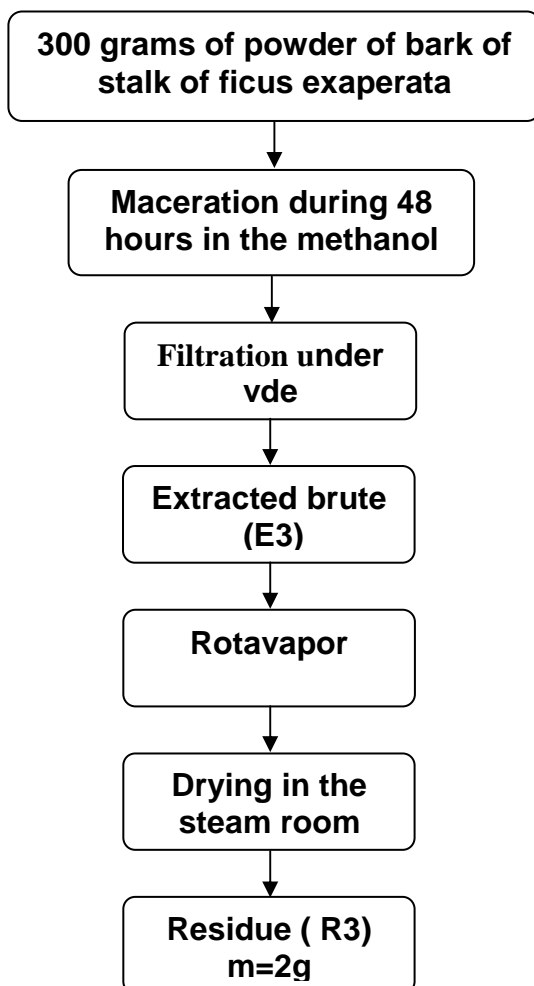 300 grams of powder of bark of
stalk of ficus exaperata
Maceration during 48
hours in the methanol
Filtration under
vde
Extracted brute
(E3)
Rotavapor
Drying in the
steam room
Residue ( R3)
m=2g